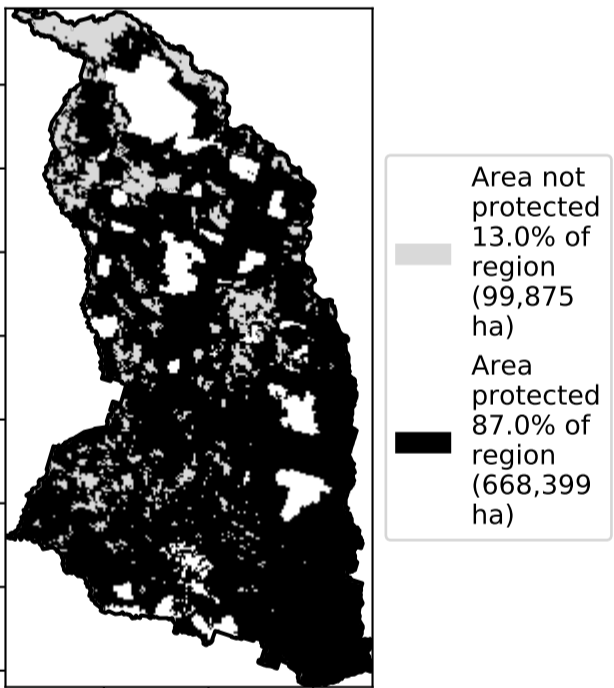 Area not
protected
13.0% of
region
(99,875
ha)
Area
protected
87.0% of
region
(668,399
ha)